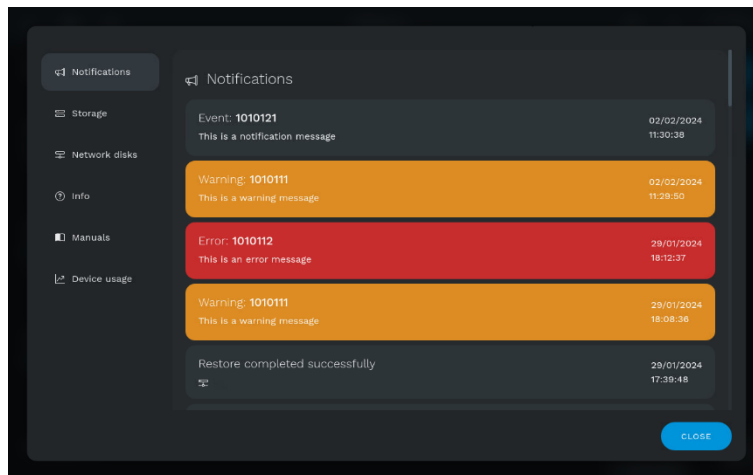 Notifications
Storage
Network disks
Info
Manuals
Device usage
Notifications
Event: 1010121
This is a notification message
02/02/2024
11:30:38
Warning: 1010111
This is a warning message
02/02/2024
11:29:50
Error: 1010112
This is an error message
29/01/2024
18:12:37
Warning: 1010111
This is a warning message
29/01/2024
18:08:36
Restore completed successfully
29/01/2024
17:39:48
CLOSE